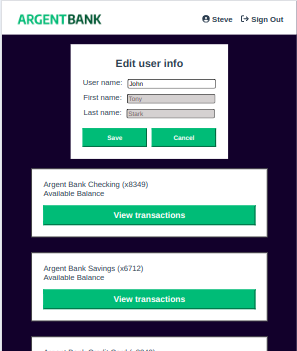 ARGENTBANK
Steve
Sign Out
Edit user info
User name: John
First name: Tony
Last name: Stark
Save
Cancel
Argent Bank Checking (x8349)
Available Balance
View transactions
Argent Bank Savings (x6712)
Available Balance
View transactions